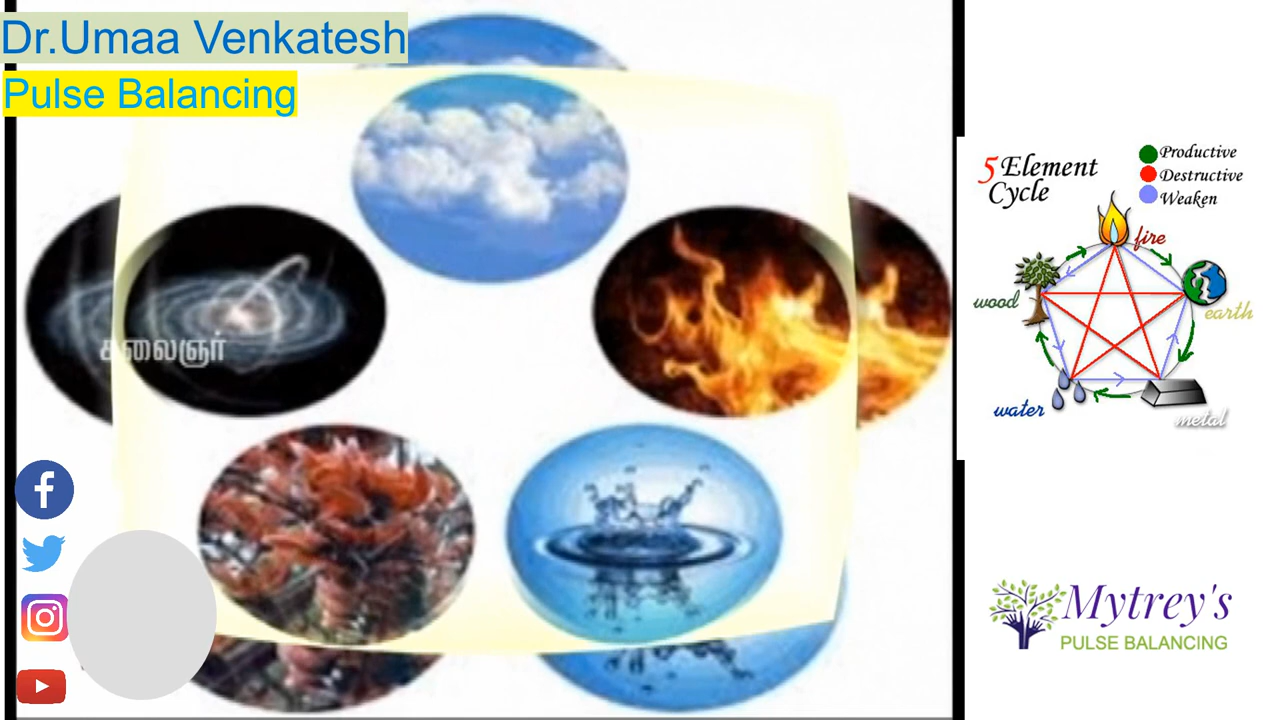 Dr.Umaa Venkatesh
Pulse Balancing
5 Element
Cycle
Productive
Destructive
Weaken
fire
wood
earth
water
metal
கலைஞர்
Mytrey's
PULSE BALANCING